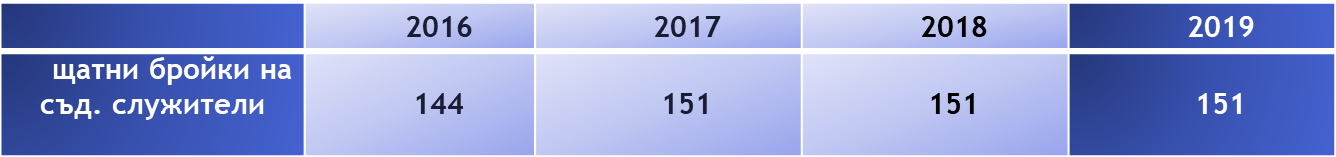 2016 2017 2018 2019
щатни бройки на
съд. служители 144 151 151 151